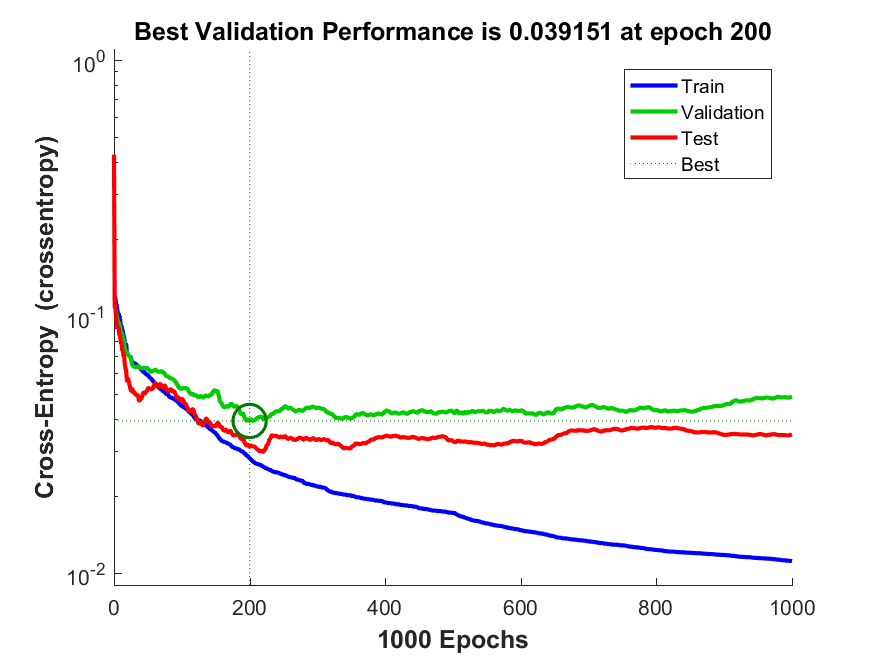 Best Validation Performance is 0.039151 at epoch 200
Cross-Entropy (crossentropy)
10^0
10^-1
10^-2
Train
Validation
Test
Best
0 200 400 600 800 1000
1000 Epochs